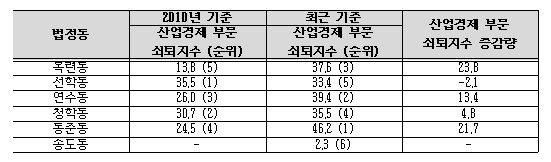 법정동 2010년 기준 최근 기준 산업경제 부문 쇠퇴지수 증감량
산업경제 부문 쇠퇴지수 (순위) 산업경제 부문 쇠퇴지수 (순위)
옥련동 13.8 (5) 37.6 (3) 23.8
선학동 35.5 (1) 33.4 (5) -2.1
연수동 26.0 (3) 39.4 (2) 13.4
청학동 30.7 (2) 35.5 (4) 4.8
동춘동 24.5 (4) 46.2 (1) 21.7
송도동 - 2.3 (6) -